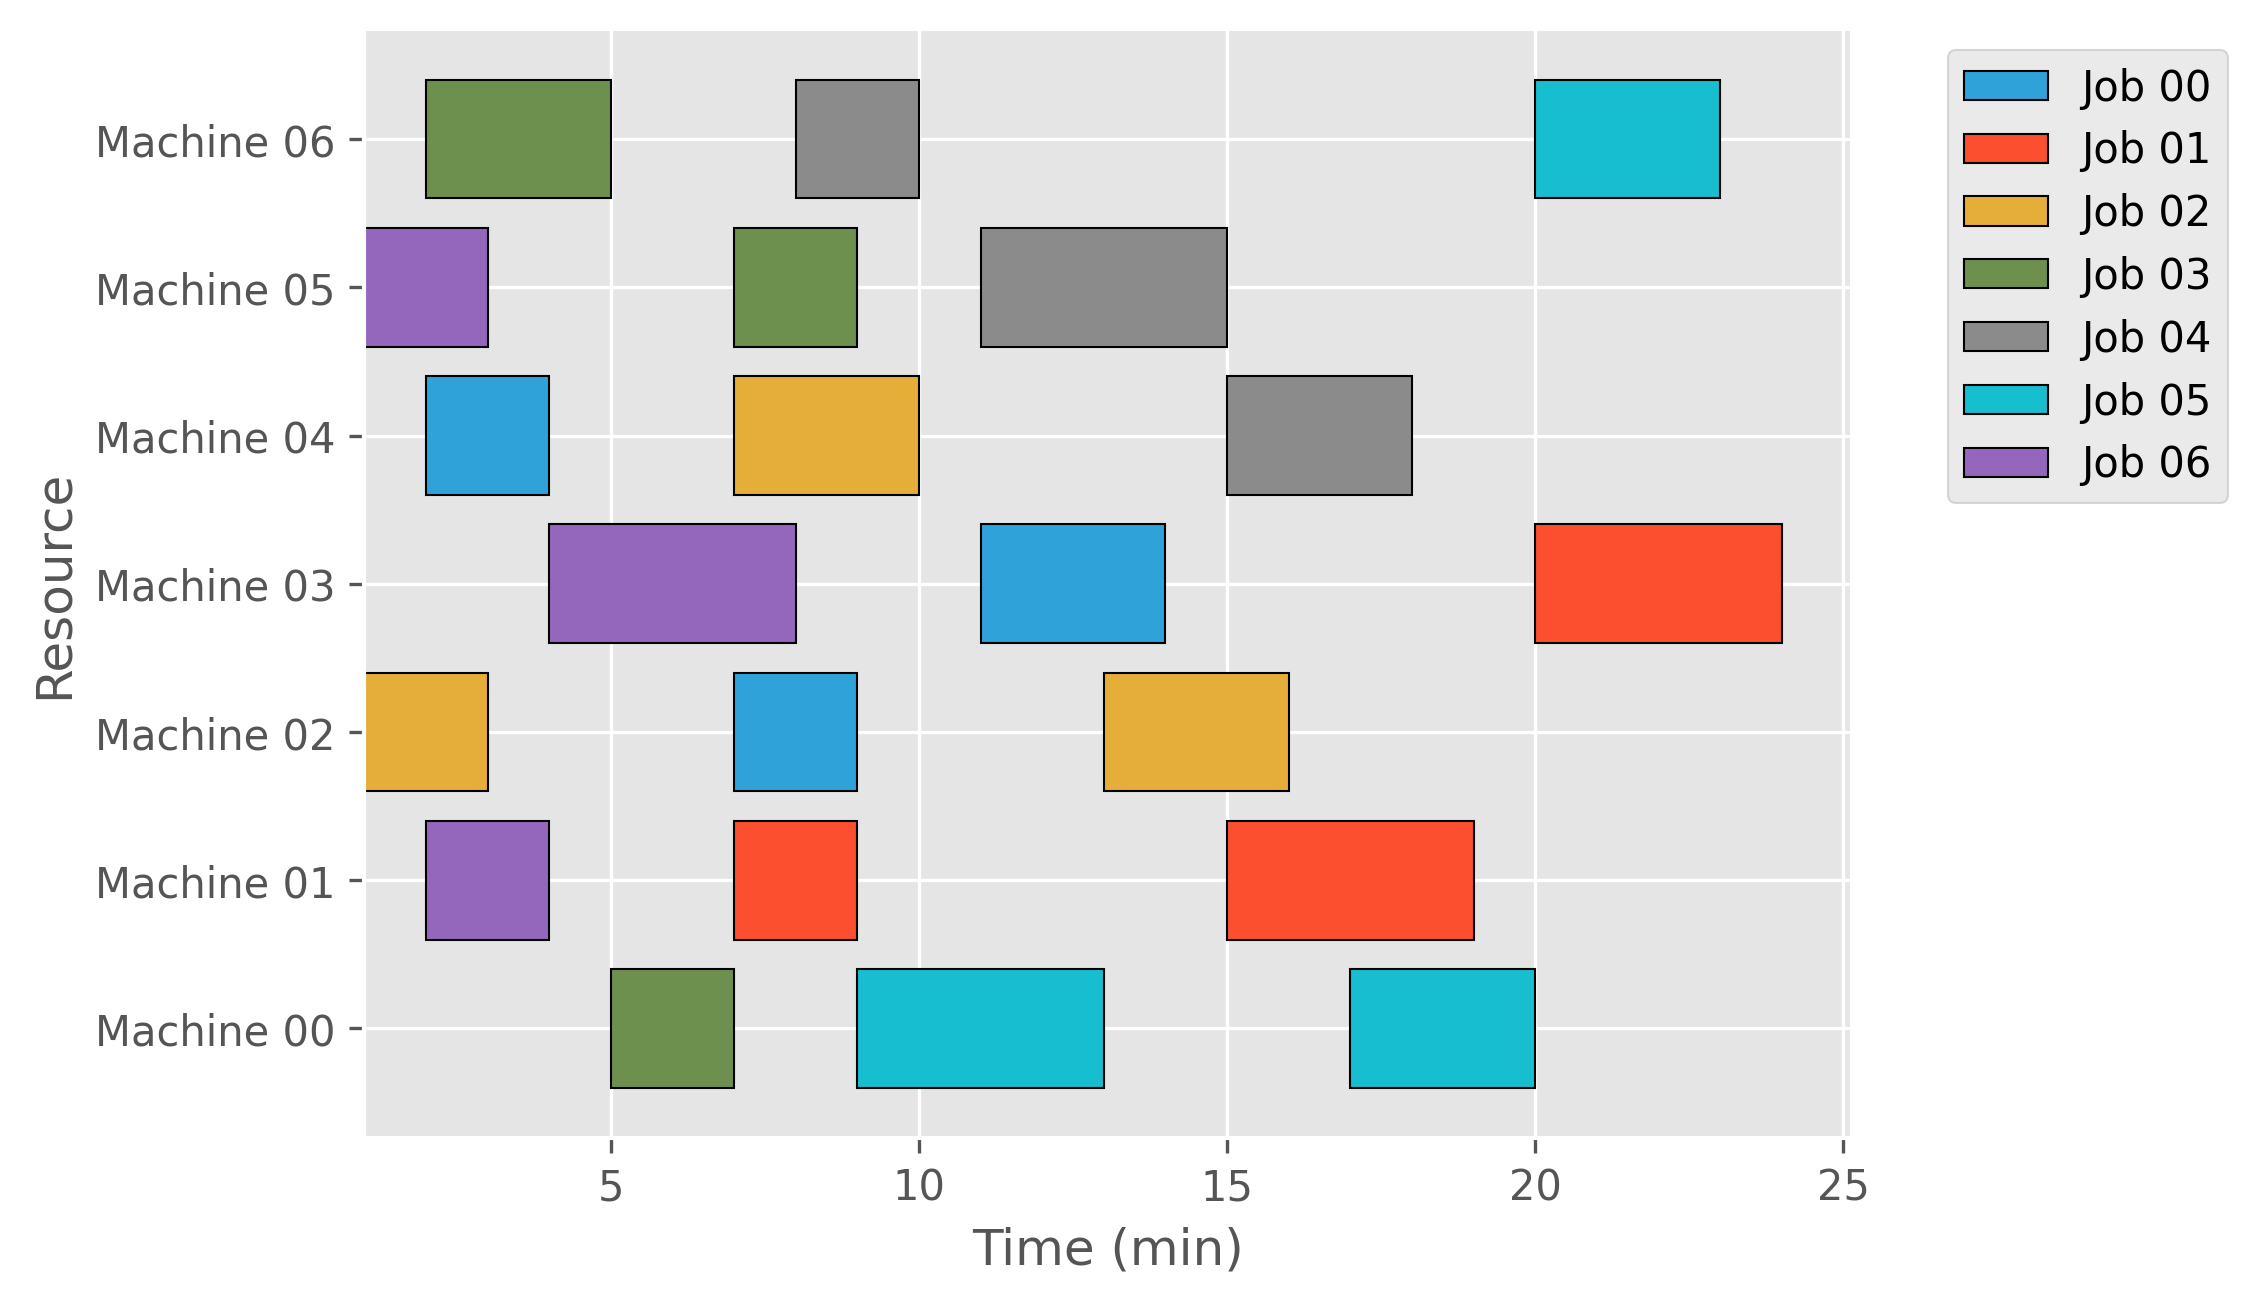 Machine 06
Machine 05
Machine 04
Machine 03
Machine 02
Machine 01
Machine 00
Resource
5 10 15 20 25
Time (min)
Job 00
Job 01
Job 02
Job 03
Job 04
Job 05
Job 06